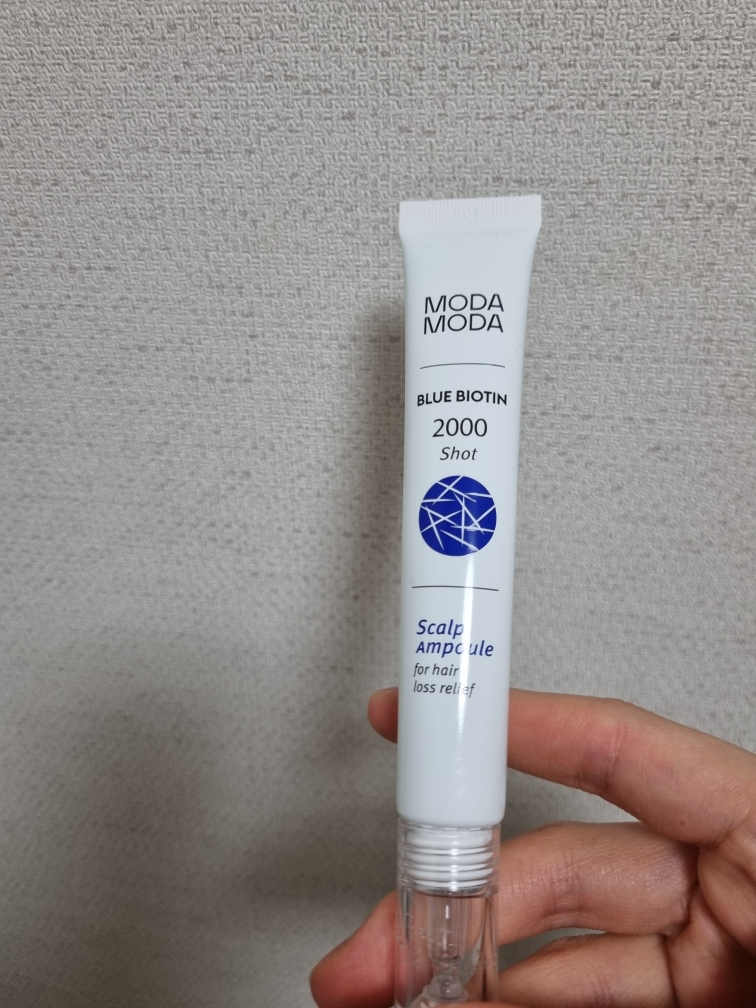 MODA
MODA
BLUE BIOTIN
2000
Shot
Scalp
Ampoule
for hair
loss relief